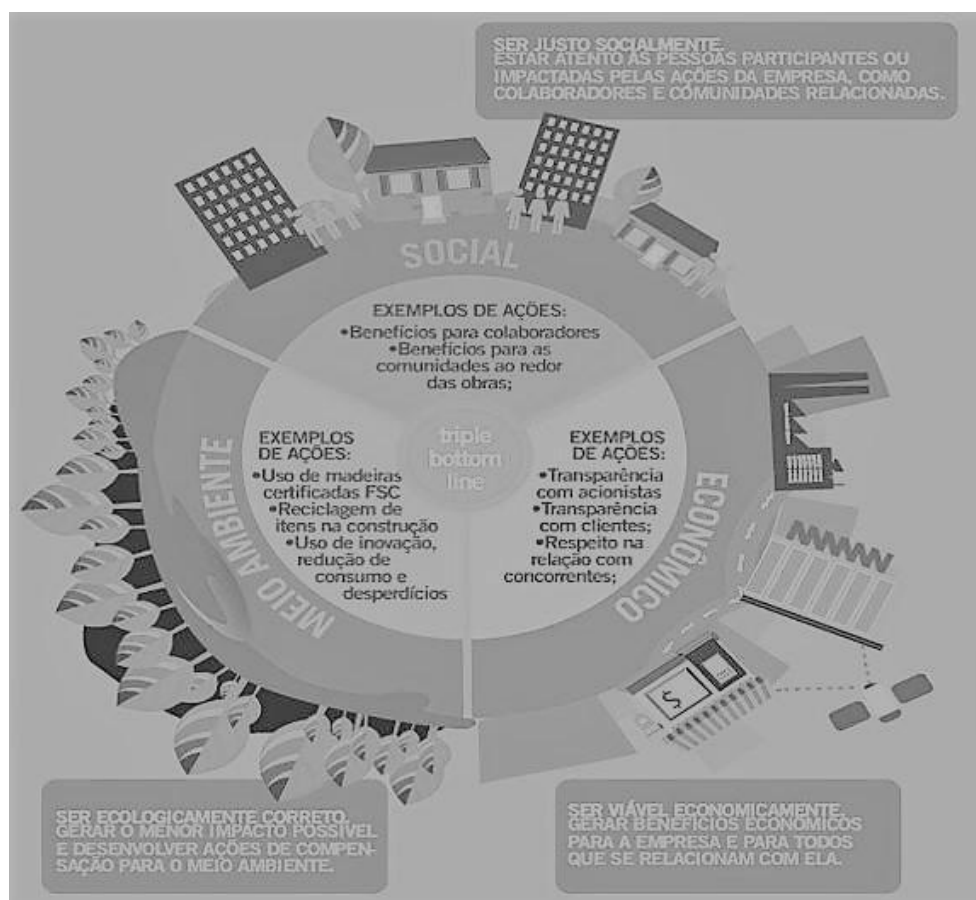 SER JUSTO SOCIALMENTE.
ESTAR ATENTO ÀS PESSOAS PARTICIPANTES OU
IMPACTADAS PELAS AÇÕES DA EMPRESA, COMO
COLABORADORES E COMUNIDADES RELACIONADAS.
SOCIAL
EXEMPLOS DE AÇÕES:
•Benefícios para colaboradores
•Benefícios para as
comunidades ao redor
das obras;
triple
bottom
line
MEIO AMBIENTE
EXEMPLOS
DE AÇÕES:
•Uso de madeiras
certificadas FSC
•Reciclagem de
itens na construção
•Uso de inovação,
redução de
consumo e
desperdícios
EXEMPLOS
DE AÇÕES:
•Transparência
com acionistas
•Transparência
com clientes;
•Respeito na
relação com
concorrentes;
ECONÔMICO
$
SER ECOLOGICAMENTE CORRETO.
GERAR O MENOR IMPACTO POSSÍVEL
E DESENVOLVER AÇÕES DE COMPEN-
SAÇÃO PARA O MEIO AMBIENTE.
SER VIÁVEL ECONOMICAMENTE.
GERAR BENEFÍCIOS ECONÔMICOS
PARA A EMPRESA E PARA TODOS
QUE SE RELACIONAM COM ELA.